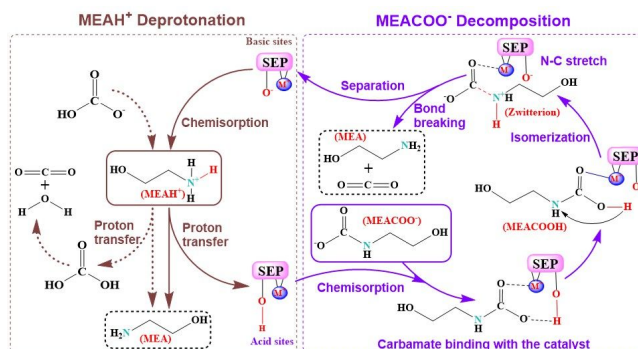 MEAH⁺ Deprotonation
MEACOO⁻ Decomposition
Basic sites
SEP
O⁻
M
Separation
Chemisorption
O
HO
O⁻
O=C=O
+
O
H
H
H
HO
N⁺
H
H
(MEAH⁺)
Proton
transfer
Proton
transfer
O
HO
OH
H₂N
OH
(MEA)
SEP
M
O
H
Acid sites
Bond
breaking
(MEA)
HO
NH₂
+
O=C=O
(MEACOO⁻)
O
⁻O
N
H
OH
Chemisorption
SEP
M
O⁻
N-C stretch
O
⁻O
N⁺
H
H
OH
(Zwitterion)
Isomerization
SEP
M
O
O
HO
N
H
O
H
(MEACOOH)
SEP
M
O
H
O
HO
N
H
O⁻
Carbamate binding with the catalyst